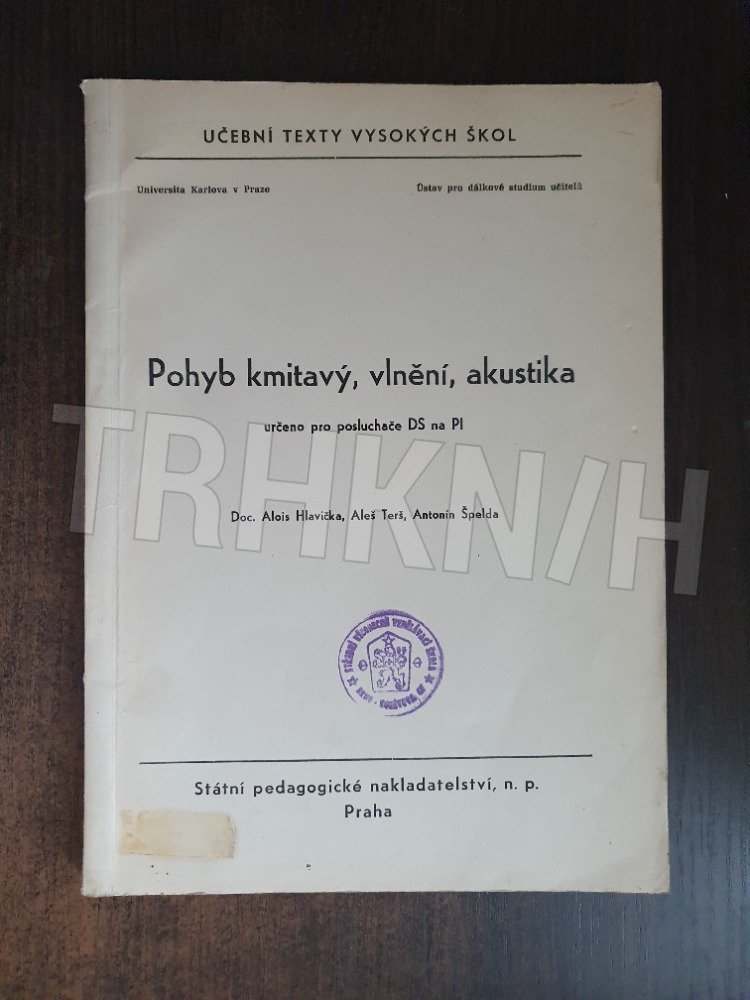 UČEBNÍ TEXTY VYSOKÝCH ŠKOL
Universita Karlova v Praze
Ústav pro dálkové studium učitelů
Pohyb kmitavý, vlnění, akustika
určeno pro posluchače DS na PI
TRHKNIH
Doc. Alois Hlavička, Aleš Terš, Antonín Špelda
Státní pedagogické nakladatelství, n. p.
Praha